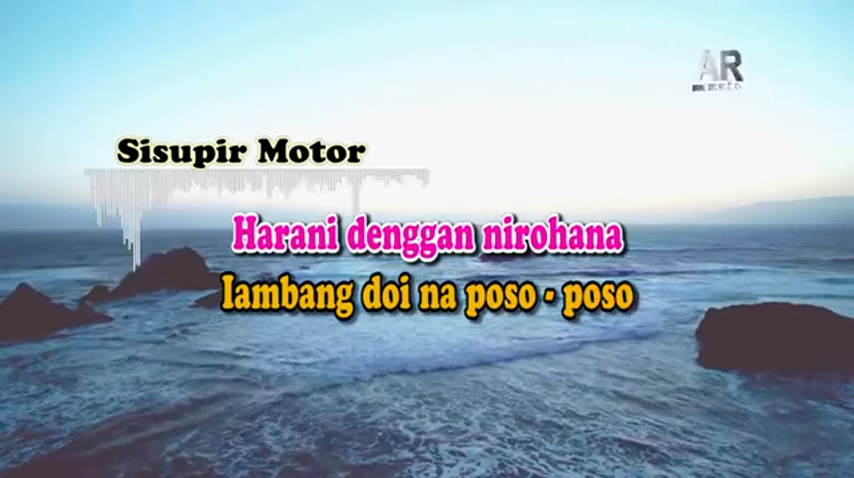 AR
Sisupir Motor
Harani denggan nirohana
Iambang doi na poso - poso